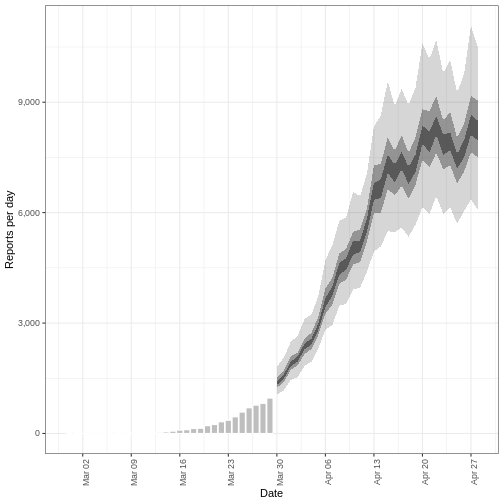 Reports per day
9,000
6,000
3,000
0
Mar 02
Mar 09
Mar 16
Mar 23
Mar 30
Apr 06
Apr 13
Apr 20
Apr 27
Date